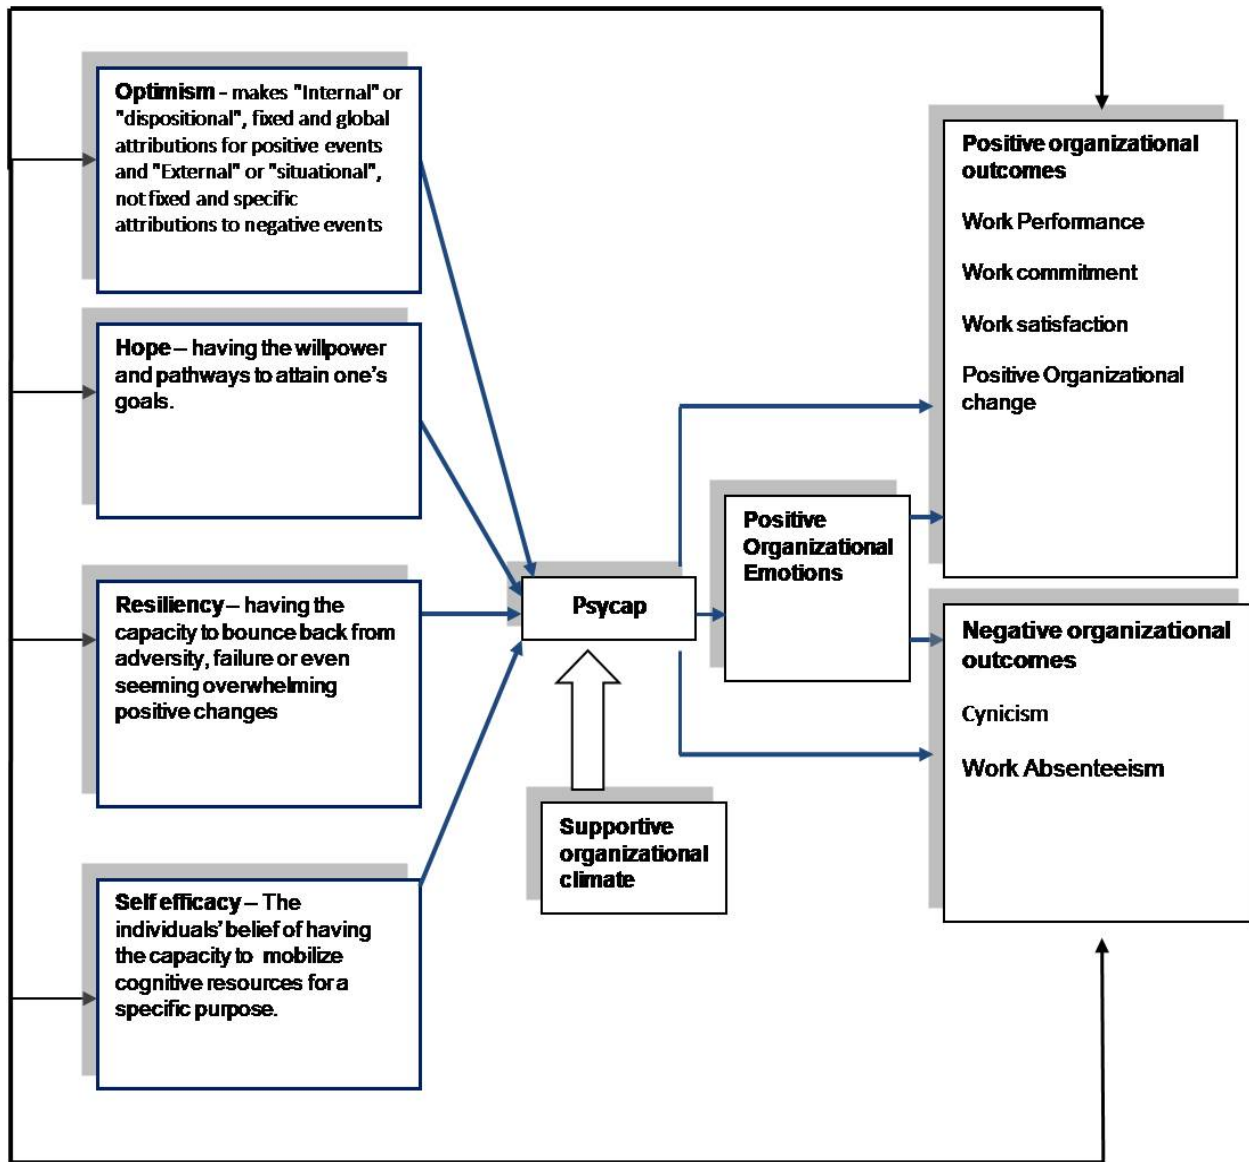 Optimism - makes "Internal" or
"dispositional", fixed and global
attributions for positive events
and "External" or "situational",
not fixed and specific
attributions to negative events
Hope – having the willpower
and pathways to attain one's
goals.
Resiliency – having the
capacity to bounce back from
adversity, failure or even
seeming overwhelming
positive changes
Self efficacy – The
individuals' belief of having
the capacity to mobilize
cognitive resources for a
specific purpose.
Psycap
Supportive
organizational
climate
Positive
Organizational
Emotions
Positive organizational
outcomes
Work Performance
Work commitment
Work satisfaction
Positive Organizational
change
Negative organizational
outcomes
Cynicism
Work Absenteeism